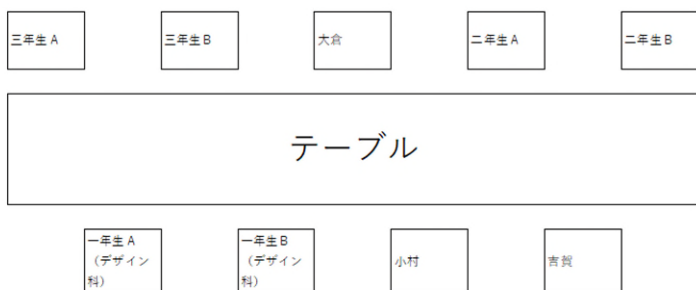 三年生A
三年生B
大倉
二年生A
二年生B
テーブル
一年生A
（デザイン
科）
一年生B
（デザイン
科）
小村
吉賀